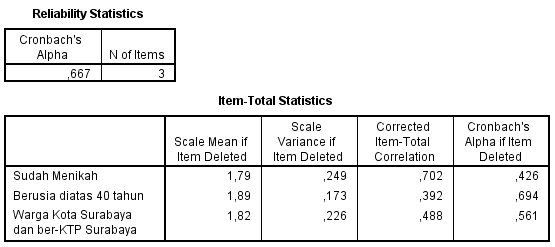 Reliability Statistics
Cronbach's
Alpha N of Items
,667 3
Item-Total Statistics
Scale Mean if
Item Deleted
Scale
Variance if
Item Deleted
Corrected
Item-Total
Correlation
Cronbach's
Alpha if Item
Deleted
Sudah Menikah 1,79 ,249 ,702 ,426
Berusia diatas 40 tahun 1,89 ,173 ,392 ,694
Warga Kota Surabaya
dan ber-KTP Surabaya 1,82 ,226 ,488 ,561